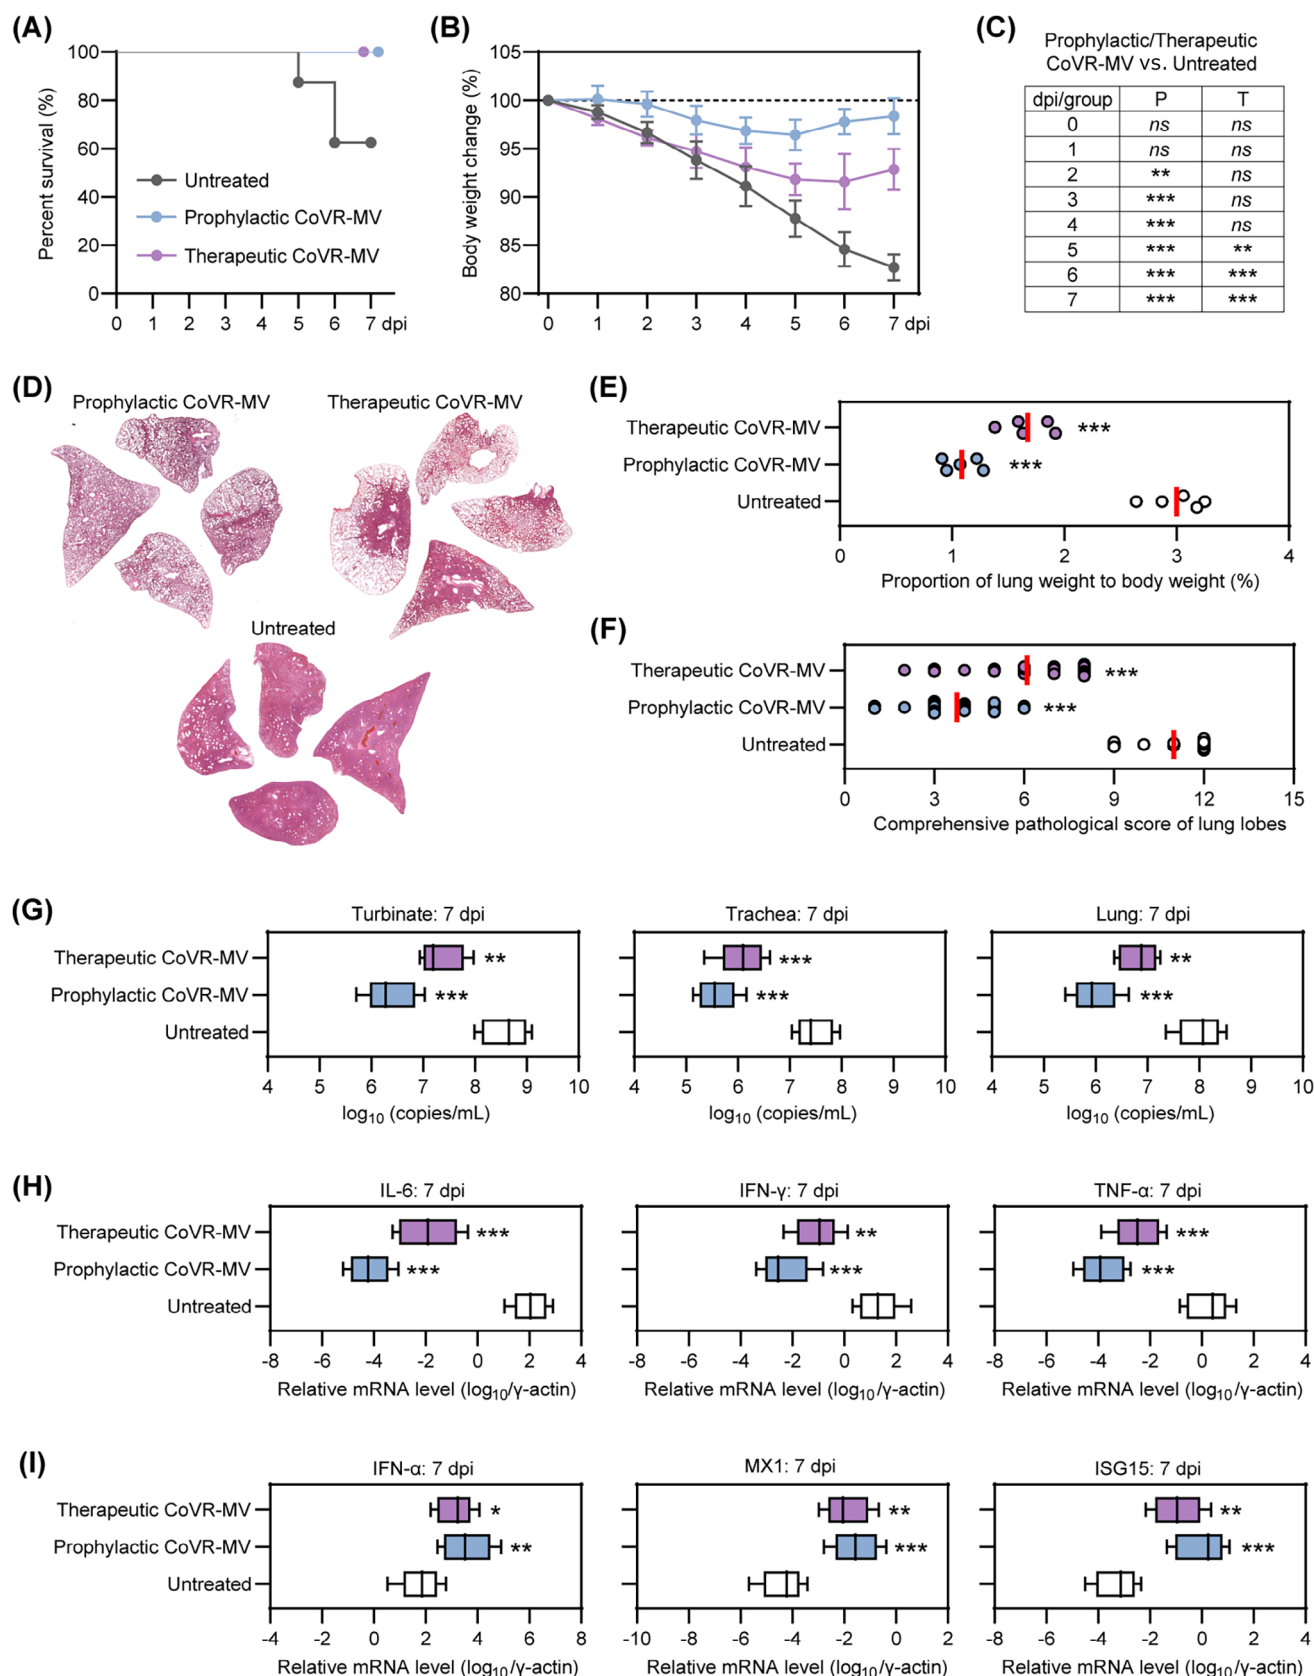 (A)
100
80
60
40
20
0
Percent survival (%)
Untreated
Prophylactic CoVR-MV
Therapeutic CoVR-MV
0 1 2 3 4 5 6 7 dpi
(B)
105
100
95
90
85
80
Body weight change (%)
0 1 2 3 4 5 6 7 dpi
(C)
Prophylactic/Therapeutic
CoVR-MV vs. Untreated
dpi/group P T
0 ns ns
1 ns ns
2 ** ns
3 *** ns
4 *** ns
5 *** **
6 *** ***
7 *** ***
(D)
Prophylactic CoVR-MV
Therapeutic CoVR-MV
Untreated
(E)
Therapeutic CoVR-MV ***
Prophylactic CoVR-MV ***
Untreated
0 1 2 3 4
Proportion of lung weight to body weight (%)
(F)
Therapeutic CoVR-MV ***
Prophylactic CoVR-MV ***
Untreated
0 3 6 9 12 15
Comprehensive pathological score of lung lobes
(G)
Turbinate: 7 dpi Trachea: 7 dpi Lung: 7 dpi
Therapeutic CoVR-MV ** *** **
Prophylactic CoVR-MV *** *** ***
Untreated
4 5 6 7 8 9 10 4 5 6 7 8 9 10 4 5 6 7 8 9 10
log10 (copies/mL) log10 (copies/mL) log10 (copies/mL)
(H)
IL-6: 7 dpi IFN-γ: 7 dpi TNF-α: 7 dpi
Therapeutic CoVR-MV *** ** ***
Prophylactic CoVR-MV *** *** ***
Untreated
-8 -6 -4 -2 0 2 4 -8 -6 -4 -2 0 2 4 -8 -6 -4 -2 0 2 4
Relative mRNA level (log10/γ-actin) Relative mRNA level (log10/γ-actin) Relative mRNA level (log10/γ-actin)
(I)
IFN-α: 7 dpi MX1: 7 dpi ISG15: 7 dpi
Therapeutic CoVR-MV * ** **
Prophylactic CoVR-MV ** *** ***
Untreated
-4 -2 0 2 4 6 8 -10 -8 -6 -4 -2 0 2 -8 -6 -4 -2 0 2 4
Relative mRNA level (log10/γ-actin) Relative mRNA level (log10/γ-actin) Relative mRNA level (log10/γ-actin)